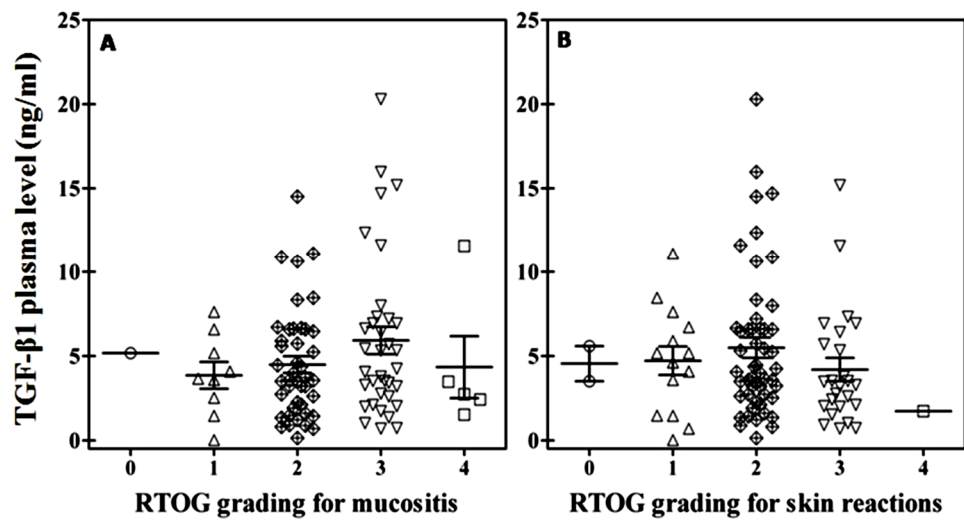 TGF-β1 plasma level (ng/ml)
A
25
20
15
10
5
0
0 1 2 3 4
RTOG grading for mucositis
B
25
20
15
10
5
0
0 1 2 3 4
RTOG grading for skin reactions